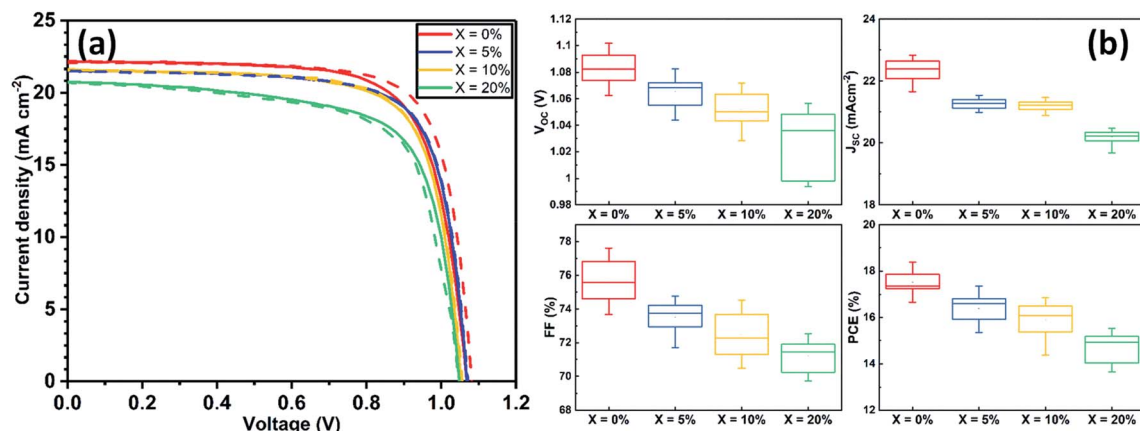 (a)
X = 0%
X = 5%
X = 10%
X = 20%
25
20
15
10
5
0
0.0 0.2 0.4 0.6 0.8 1.0 1.2
Current density (mA cm-2)
Voltage (V)
(b)
1.12
1.1
1.08
1.06
1.04
1.02
1
0.98
VOC (V)
X = 0% X = 5% X = 10% X = 20%
24
22
20
18
JSC (mAcm-2)
X = 0% X = 5% X = 10% X = 20%
78
76
74
72
70
68
FF (%)
X = 0% X = 5% X = 10% X = 20%
20
18
16
14
12
PCE (%)
X = 0% X = 5% X = 10% X = 20%